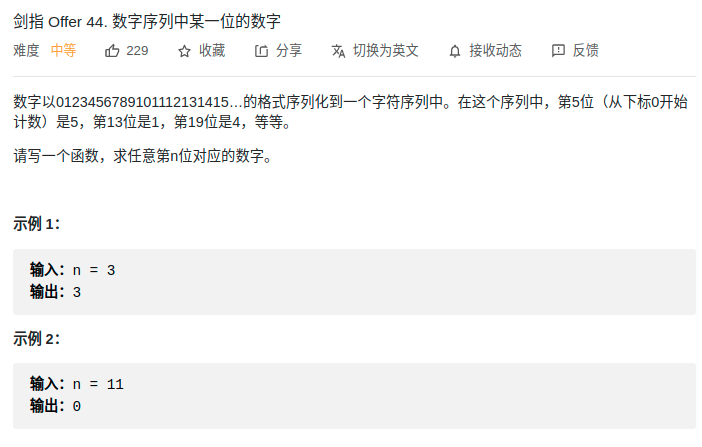 剑指 Offer 44. 数字序列中某一位的数字
难度 中等 229 收藏 分享 切换为英文 接收动态 反馈
数字以0123456789101112131415…的格式序列化到一个字符序列中。在这个序列中，第5位（从下标0开始
计数）是5，第13位是1，第19位是4，等等。
请写一个函数，求任意第n位对应的数字。
示例 1：
输入：n = 3
输出：3
示例 2：
输入：n = 11
输出：0